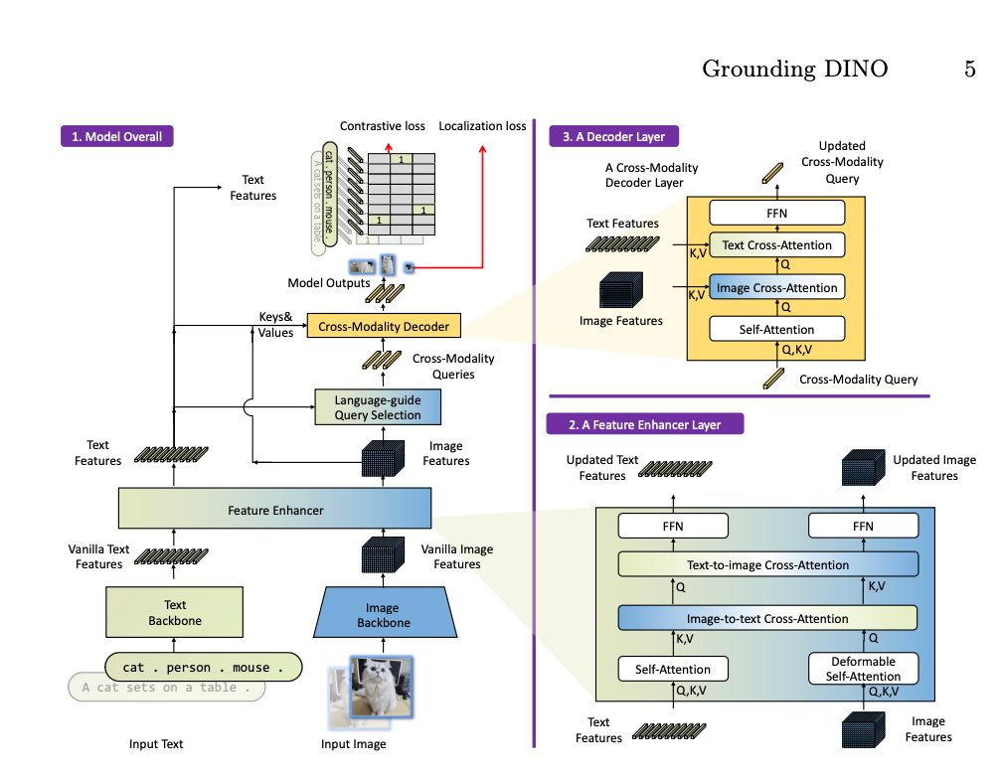 Grounding DINO 5
1. Model Overall
Contrastive loss
Localization loss
Text
Features
cat . person . mouse .
A cat sets on a table .
1
1
1
1
Model Outputs
Keys&
Values
Cross-Modality Decoder
Cross-Modality
Queries
Language-guide
Query Selection
Text
Features
Image
Features
Feature Enhancer
Vanilla Text
Features
Vanilla Image
Features
Text
Backbone
Image
Backbone
cat . person . mouse .
A cat sets on a table .
Input Text
Input Image
3. A Decoder Layer
A Cross-Modality
Decoder Layer
Updated
Cross-Modality
Query
FFN
Text Features
Text Cross-Attention
K,V
Q
Image Cross-Attention
K,V
Q
Image Features
Self-Attention
Q,K,V
Cross-Modality Query
2. A Feature Enhancer Layer
Updated Text
Features
Updated Image
Features
FFN
FFN
Text-to-image Cross-Attention
Q
K,V
Image-to-text Cross-Attention
K,V
Q
Self-Attention
Deformable
Self-Attention
Q,K,V
Q,K,V
Text
Features
Image
Features